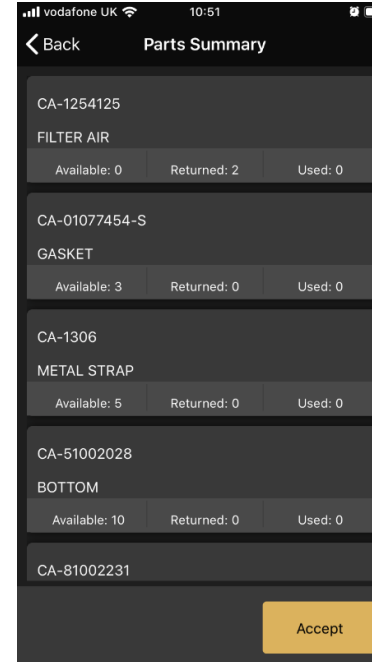 vodafone UK 10:51
Back Parts Summary
CA-1254125
FILTER AIR
Available: 0 Returned: 2 Used: 0
CA-01077454-S
GASKET
Available: 3 Returned: 0 Used: 0
CA-1306
METAL STRAP
Available: 5 Returned: 0 Used: 0
CA-51002028
BOTTOM
Available: 10 Returned: 0 Used: 0
CA-81002231
Accept